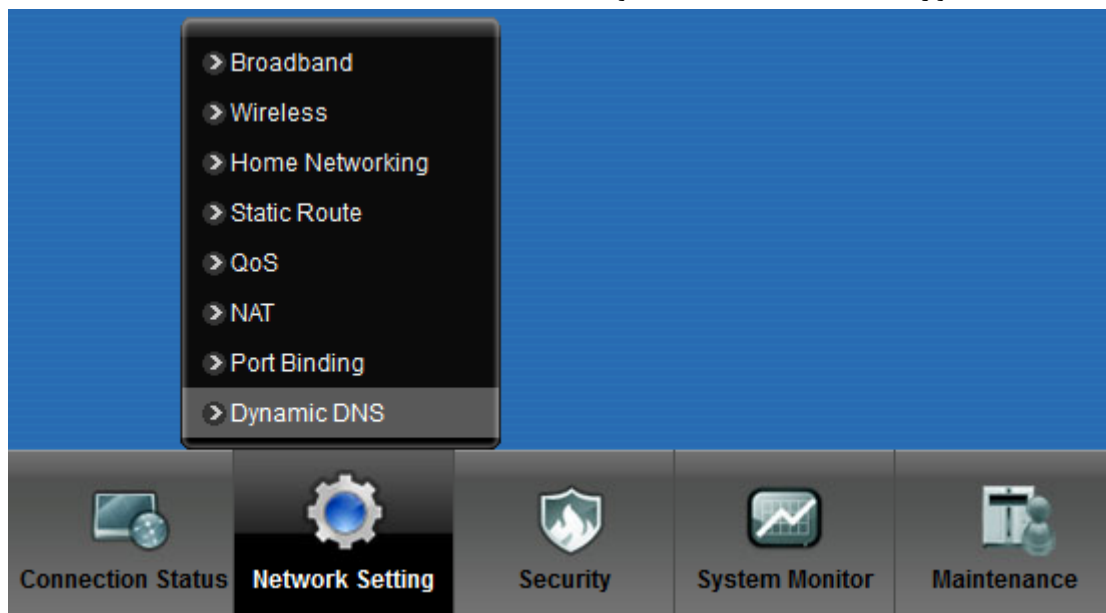 Broadband
Wireless
Home Networking
Static Route
QoS
NAT
Port Binding
Dynamic DNS
Connection Status Network Setting Security System Monitor Maintenance